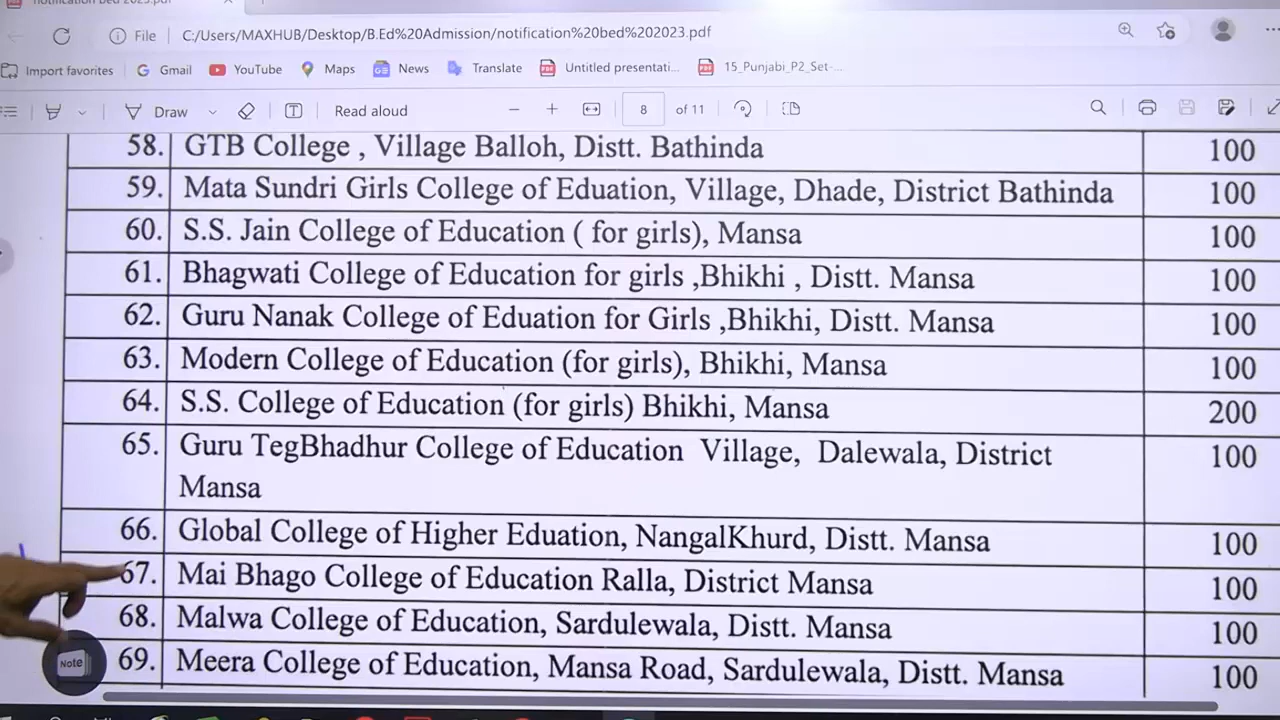 notification bed 2023.pdf
File C:/Users/MAXHUB/Desktop/B.Ed%20Admission/notification%20bed%202023.pdf
Import favorites Gmail YouTube Maps News Translate Untitled presentati... 15_Punjabi_P2_Set-...
Draw Read aloud 8 of 11
58. GTB College , Village Balloh, Distt. Bathinda 100
59. Mata Sundri Girls College of Eduation, Village, Dhade, District Bathinda 100
60. S.S. Jain College of Education ( for girls), Mansa 100
61. Bhagwati College of Education for girls ,Bhikhi , Distt. Mansa 100
62. Guru Nanak College of Eduation for Girls ,Bhikhi, Distt. Mansa 100
63. Modern College of Education (for girls), Bhikhi, Mansa 100
64. S.S. College of Education (for girls) Bhikhi, Mansa 200
65. Guru TegBhadhur College of Education Village, Dalewala, District 100
Mansa
66. Global College of Higher Eduation, NangalKhurd, Distt. Mansa 100
67. Mai Bhago College of Education Ralla, District Mansa 100
68. Malwa College of Education, Sardulewala, Distt. Mansa 100
Note
69. Meera College of Education, Mansa Road, Sardulewala, Distt. Mansa 100